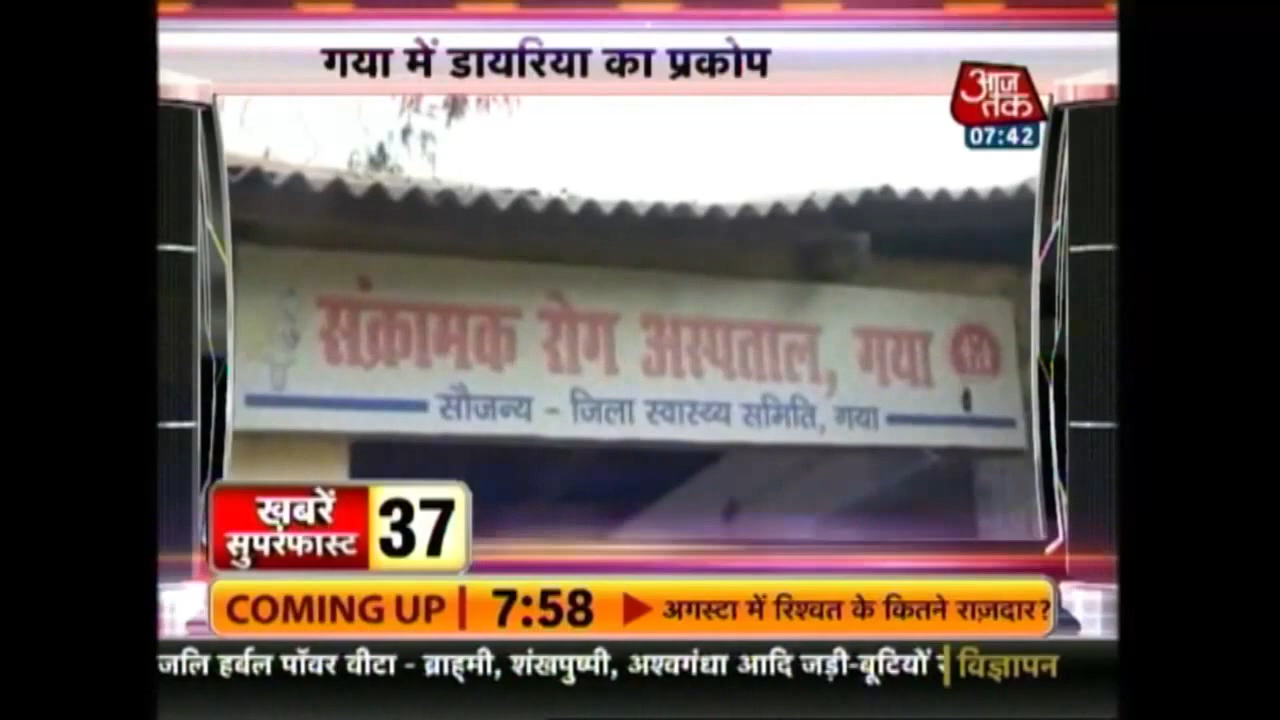 गया में डायरिया का प्रकोप
आज
तक
07:42
संक्रामक रोग अस्पताल, गया
सौजन्य - जिला स्वास्थ्य समिति, गया
खबरें
सुपरफास्ट
37
COMING UP | 7:58 अगस्टा में रिश्वत के कितने राज़दार?
जलि हर्बल पॉवर वीटा - ब्राह्मी, शंखपुष्पी, अश्वगंधा आदि जड़ी-बूटियों
विज्ञापन